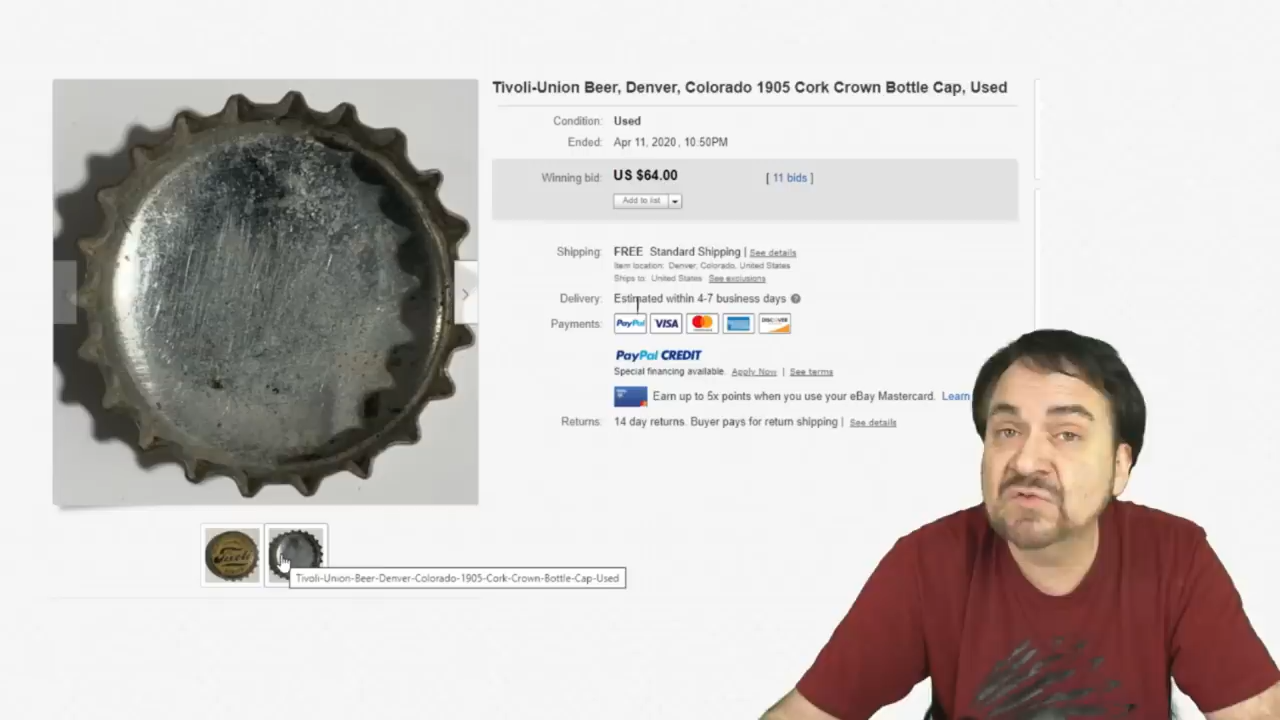 Tivoli-Union Beer, Denver, Colorado 1905 Cork Crown Bottle Cap, Used
Condition: Used
Ended: Apr 11, 2020 , 10:50PM
Winning bid: US $64.00 [ 11 bids ]
Add to list
Shipping: FREE Standard Shipping | See details
Item location: Denver, Colorado, United States
Ships to: United States See exclusions
Delivery: Estimated within 4-7 business days ?
Payments: PayPal VISA MasterCard DISCOVER
PayPal CREDIT
Special financing available. Apply Now | See terms
Earn up to 5x points when you use your eBay Mastercard. Learn
Returns: 14 day returns. Buyer pays for return shipping | See details
Tivoli
Tivoli-Union-Beer-Denver-Colorado-1905-Cork-Crown-Bottle-Cap-Used